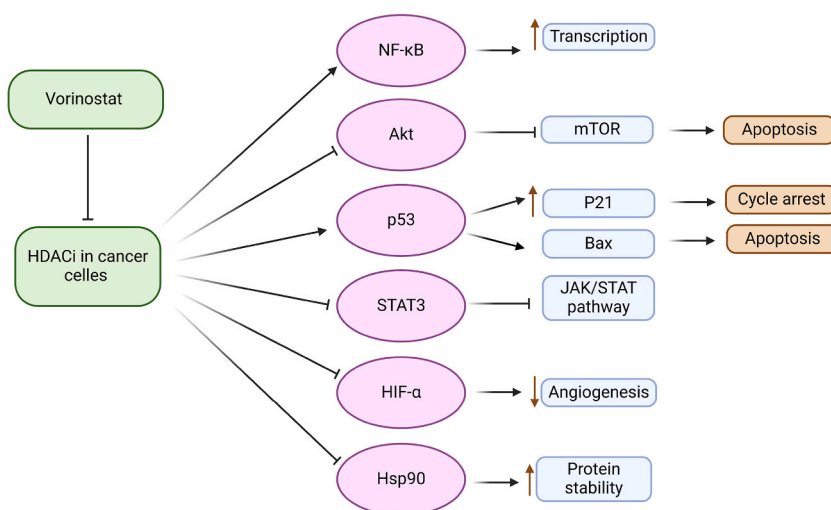 Vorinostat
HDACi in cancer
celles
NF-κB
Transcription
Akt
mTOR
Apoptosis
p53
P21
Cycle arrest
Bax
Apoptosis
STAT3
JAK/STAT
pathway
HIF-α
Angiogenesis
Hsp90
Protein
stability